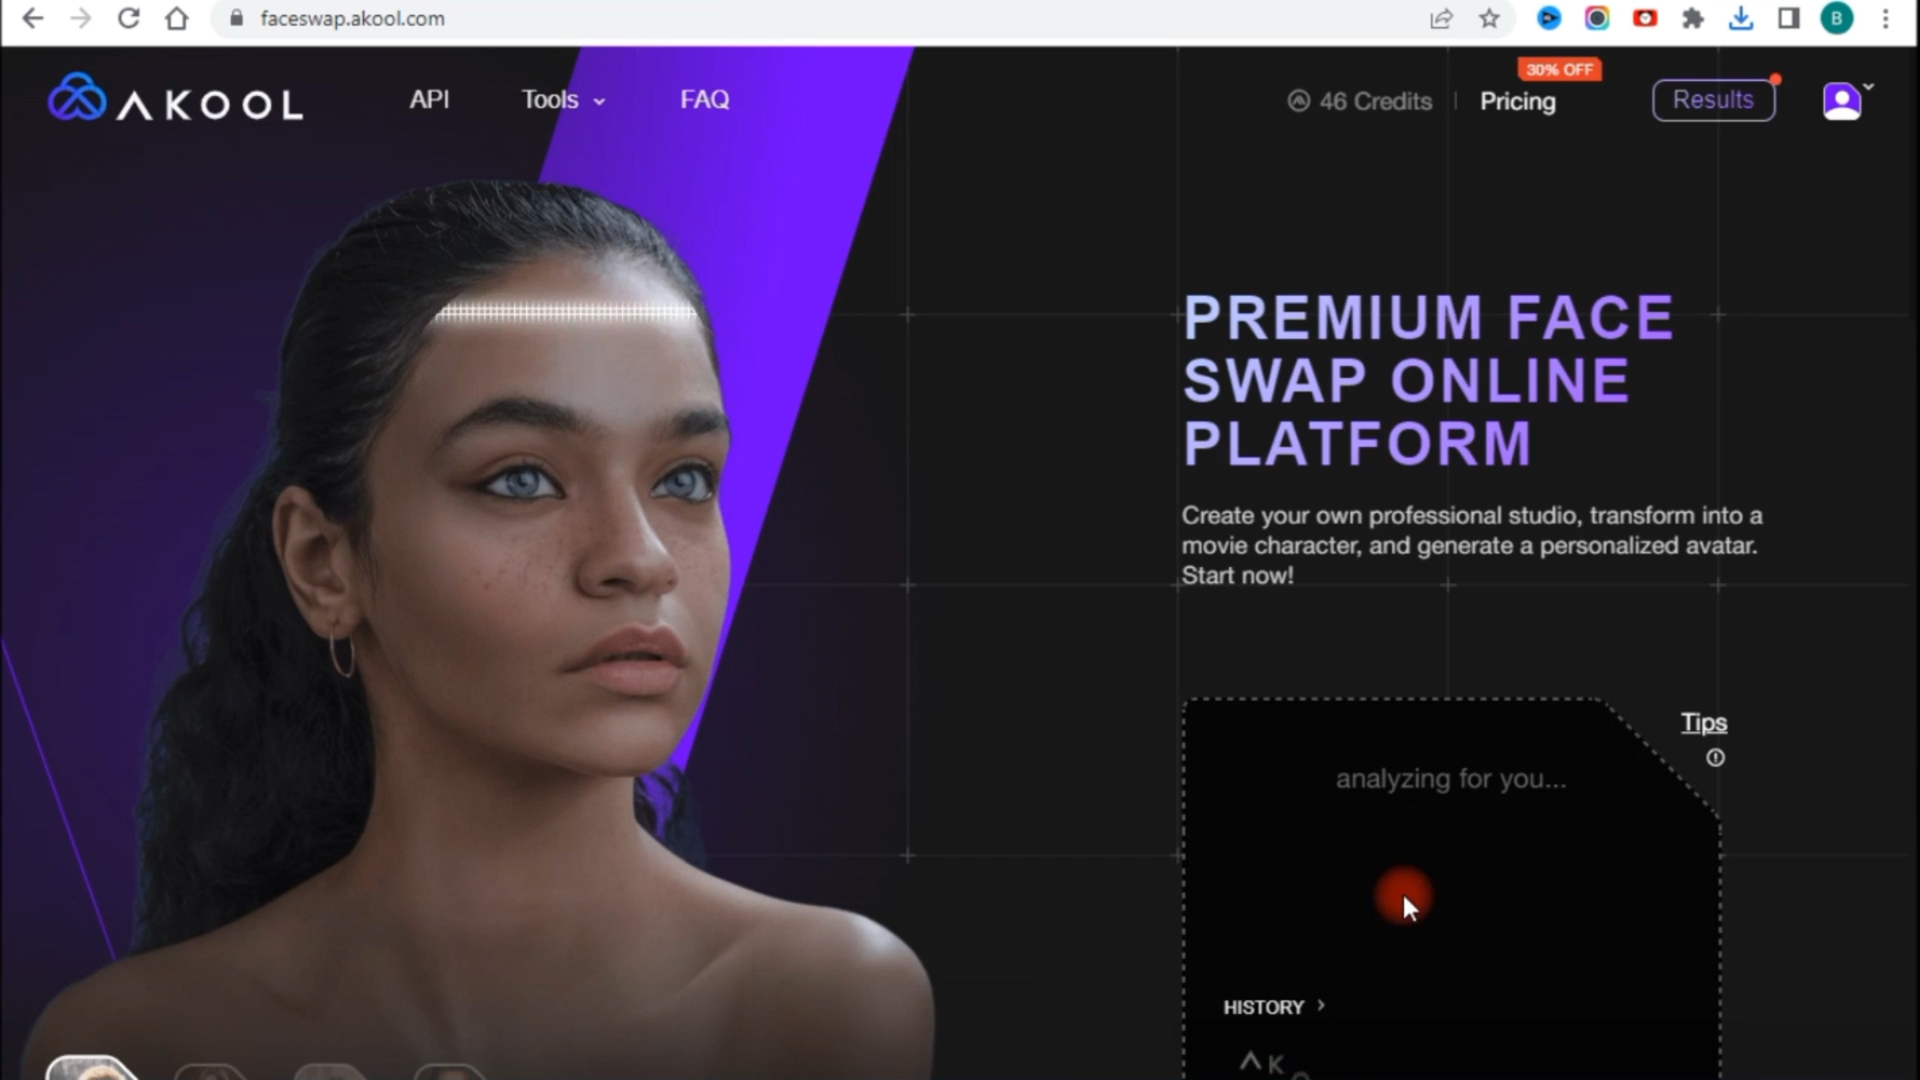 faceswap.akool.com
B
AKOOL
API
Tools
FAQ
46 Credits
30% OFF
Pricing
Results
PREMIUM FACE
SWAP ONLINE
PLATFORM
Create your own professional studio, transform into a
movie character, and generate a personalized avatar.
Start now!
Tips
analyzing for you...
HISTORY